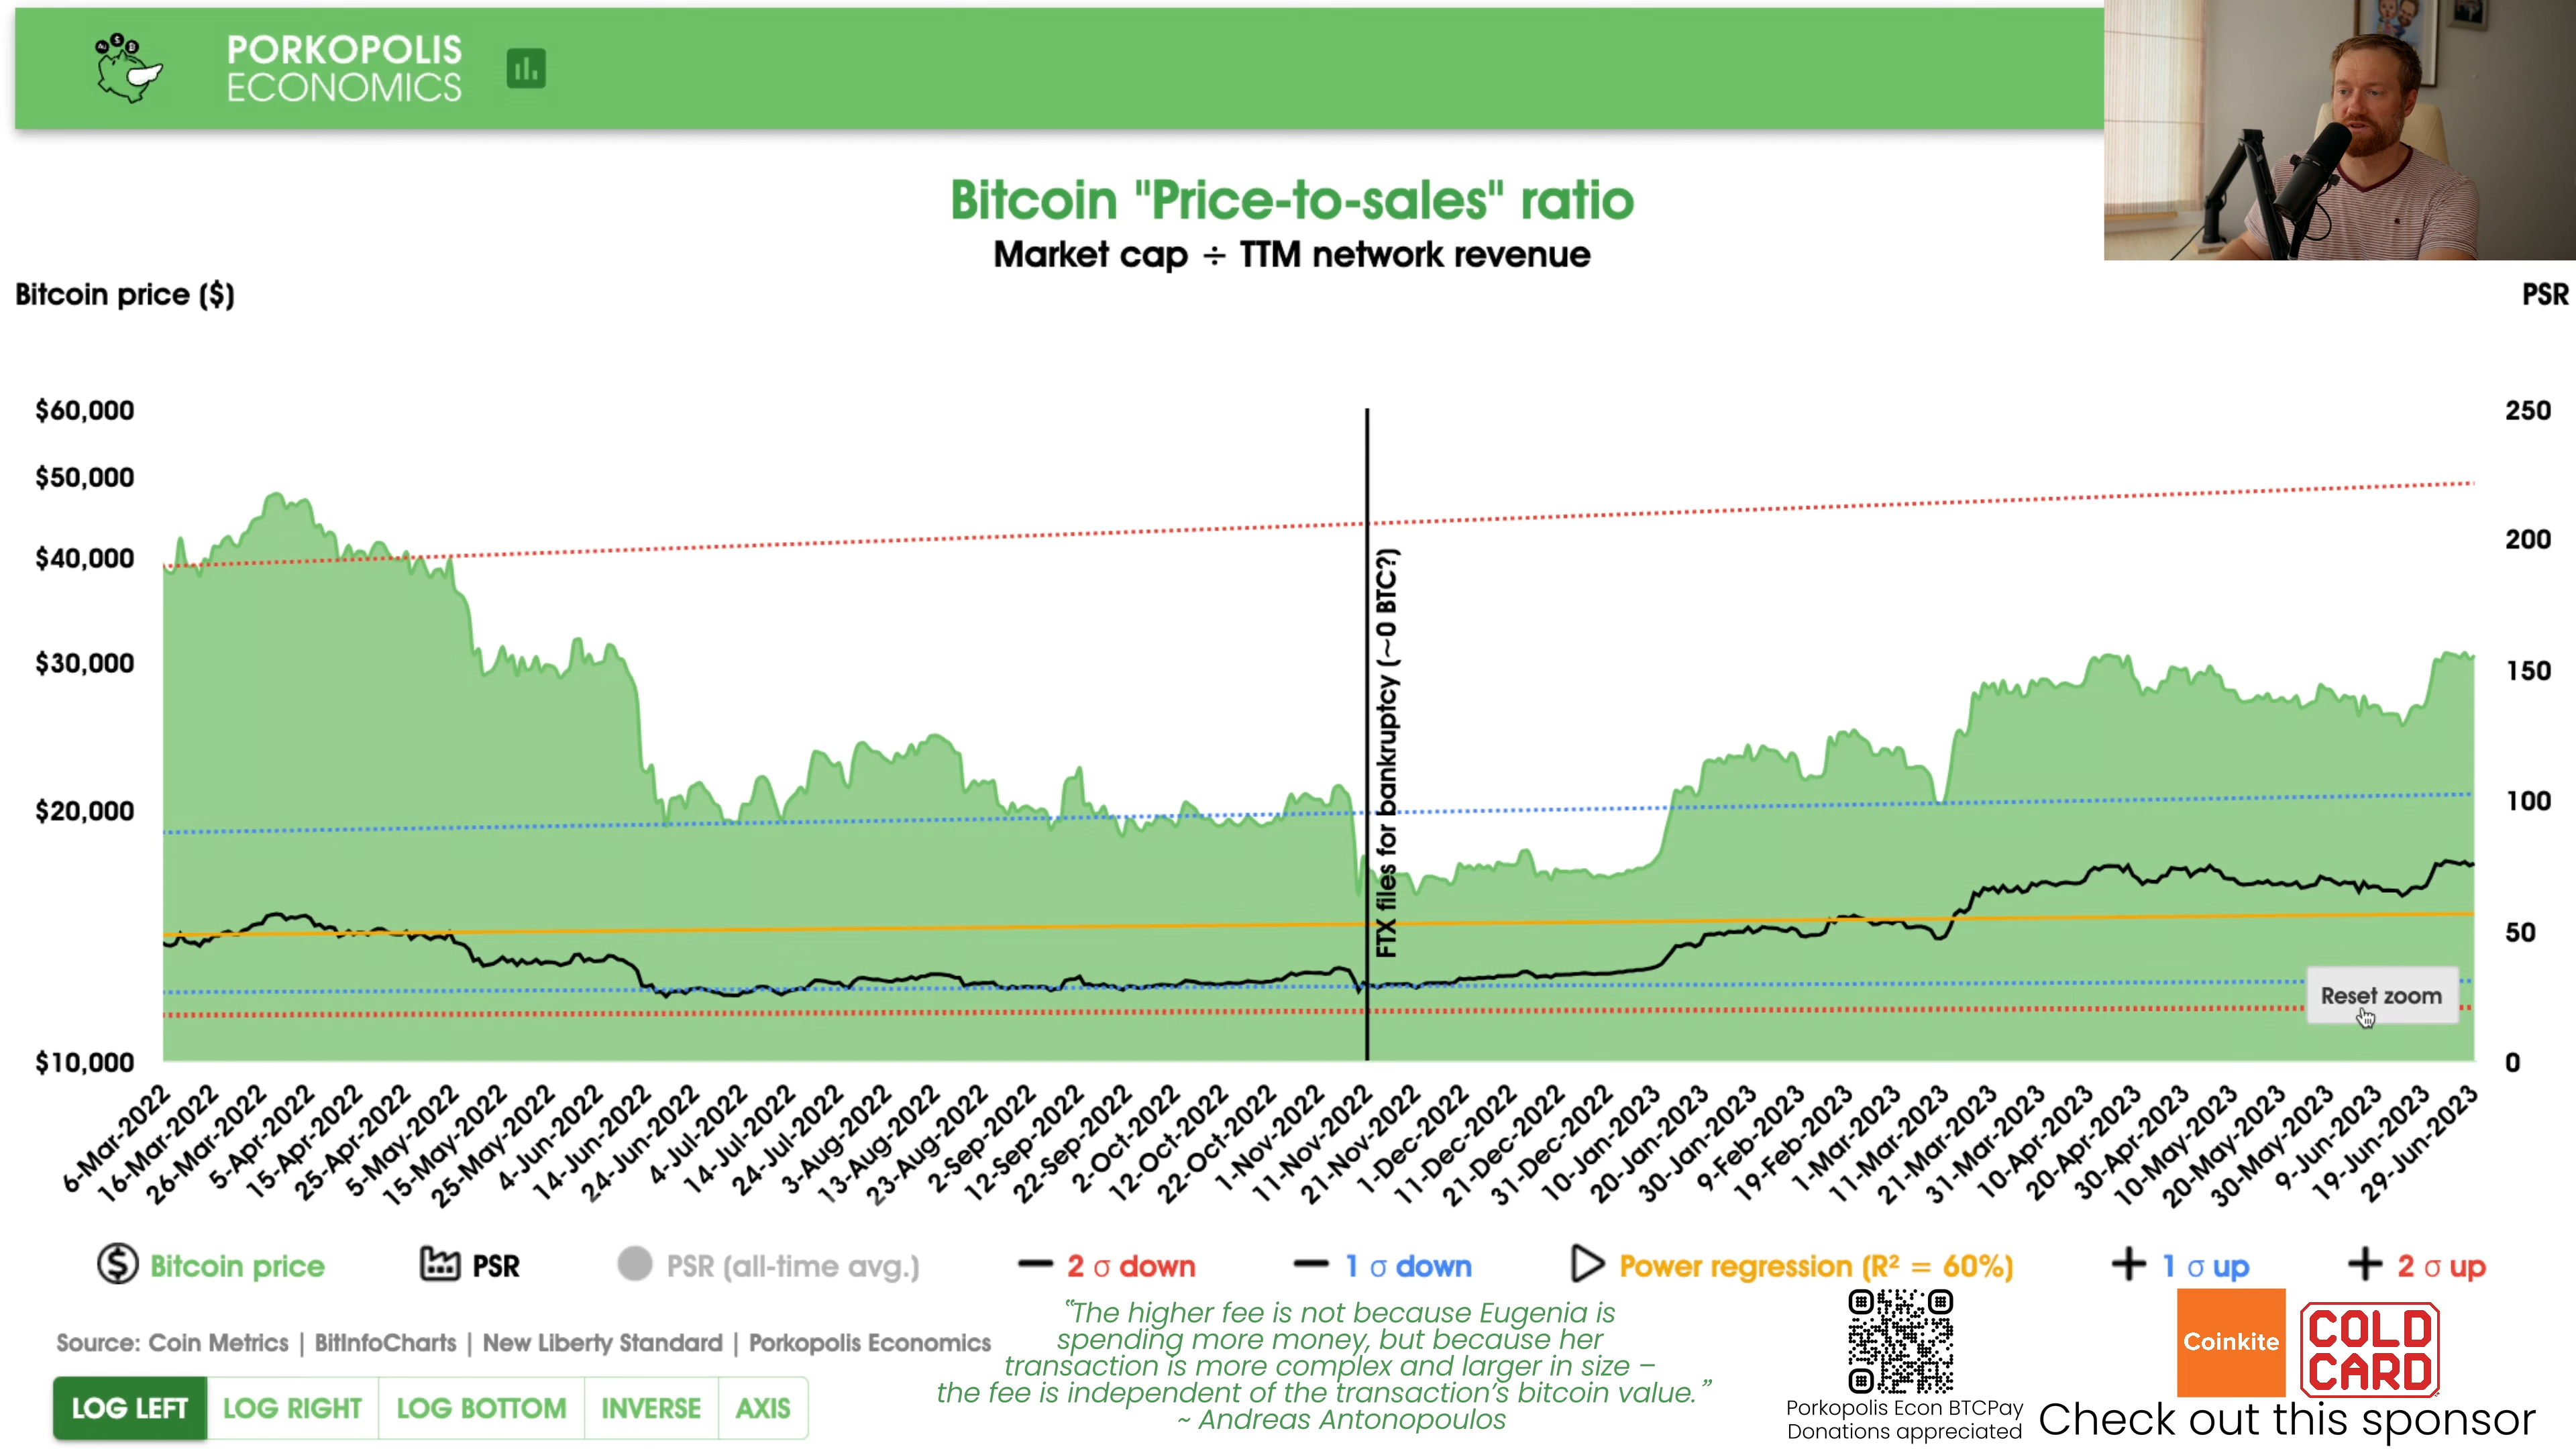 PORKOPOLIS
ECONOMICS
Bitcoin "Price-to-sales" ratio
Market cap ÷ TTM network revenue
Bitcoin price ($)
PSR
$60,000
$50,000
$40,000
$30,000
$20,000
$10,000
250
200
150
100
50
0
FTX files for bankruptcy (~0 BTC?)
Reset zoom
6-Mar-2022
16-Mar-2022
26-Mar-2022
5-Apr-2022
15-Apr-2022
25-Apr-2022
5-May-2022
15-May-2022
25-May-2022
4-Jun-2022
14-Jun-2022
24-Jun-2022
4-Jul-2022
14-Jul-2022
24-Jul-2022
3-Aug-2022
13-Aug-2022
23-Aug-2022
2-Sep-2022
12-Sep-2022
22-Sep-2022
2-Oct-2022
12-Oct-2022
22-Oct-2022
1-Nov-2022
11-Nov-2022
21-Nov-2022
1-Dec-2022
11-Dec-2022
21-Dec-2022
31-Dec-2022
10-Jan-2023
20-Jan-2023
30-Jan-2023
9-Feb-2023
19-Feb-2023
1-Mar-2023
11-Mar-2023
21-Mar-2023
31-Mar-2023
10-Apr-2023
20-Apr-2023
30-Apr-2023
10-May-2023
20-May-2023
30-May-2023
9-Jun-2023
19-Jun-2023
29-Jun-2023
Bitcoin price
PSR
PSR (all-time avg.)
2 σ down
1 σ down
Power regression (R² = 60%)
1 σ up
2 σ up
Source: Coin Metrics | BitInfoCharts | New Liberty Standard | Porkopolis Economics
LOG LEFT
LOG RIGHT
LOG BOTTOM
INVERSE
AXIS
"The higher fee is not because Eugenia is
spending more money, but because her
transaction is more complex and larger in size –
the fee is independent of the transaction's bitcoin value."
~ Andreas Antonopoulos
Porkopolis Econ BTCPay
Donations appreciated
Coinkite
COLD
CARD
Check out this sponsor